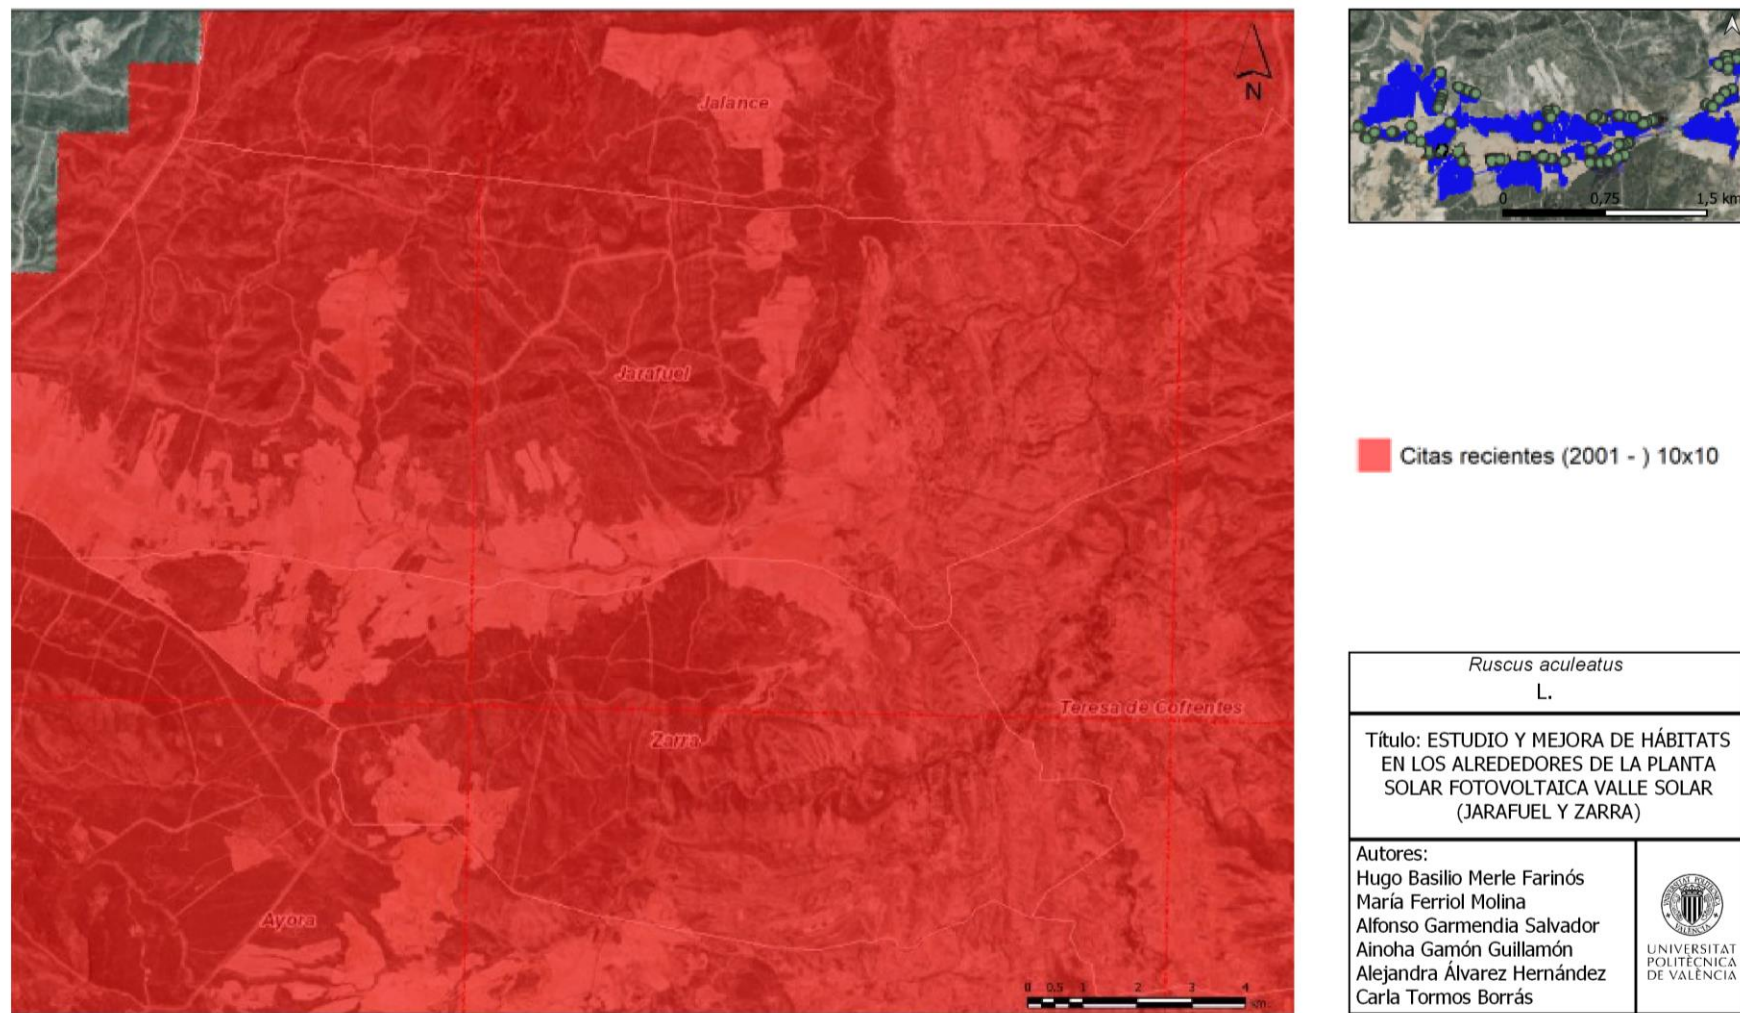 Jalance
N
Jarafuel
Teresa de Cofrentes
Zarra
Ayora
0 0.5 1 2 3 4
km
0 0,75 1,5 km
Citas recientes (2001 - ) 10x10
Ruscus aculeatus
L.
Título: ESTUDIO Y MEJORA DE HÁBITATS
EN LOS ALREDEDORES DE LA PLANTA
SOLAR FOTOVOLTAICA VALLE SOLAR
(JARAFUEL Y ZARRA)
Autores:
Hugo Basilio Merle Farinós
María Ferriol Molina
Alfonso Garmendia Salvador
Ainoha Gamón Guillamón
Alejandra Álvarez Hernández
Carla Tormos Borrás
UNIVERSITAT
POLITÈCNICA
DE VALÈNCIA